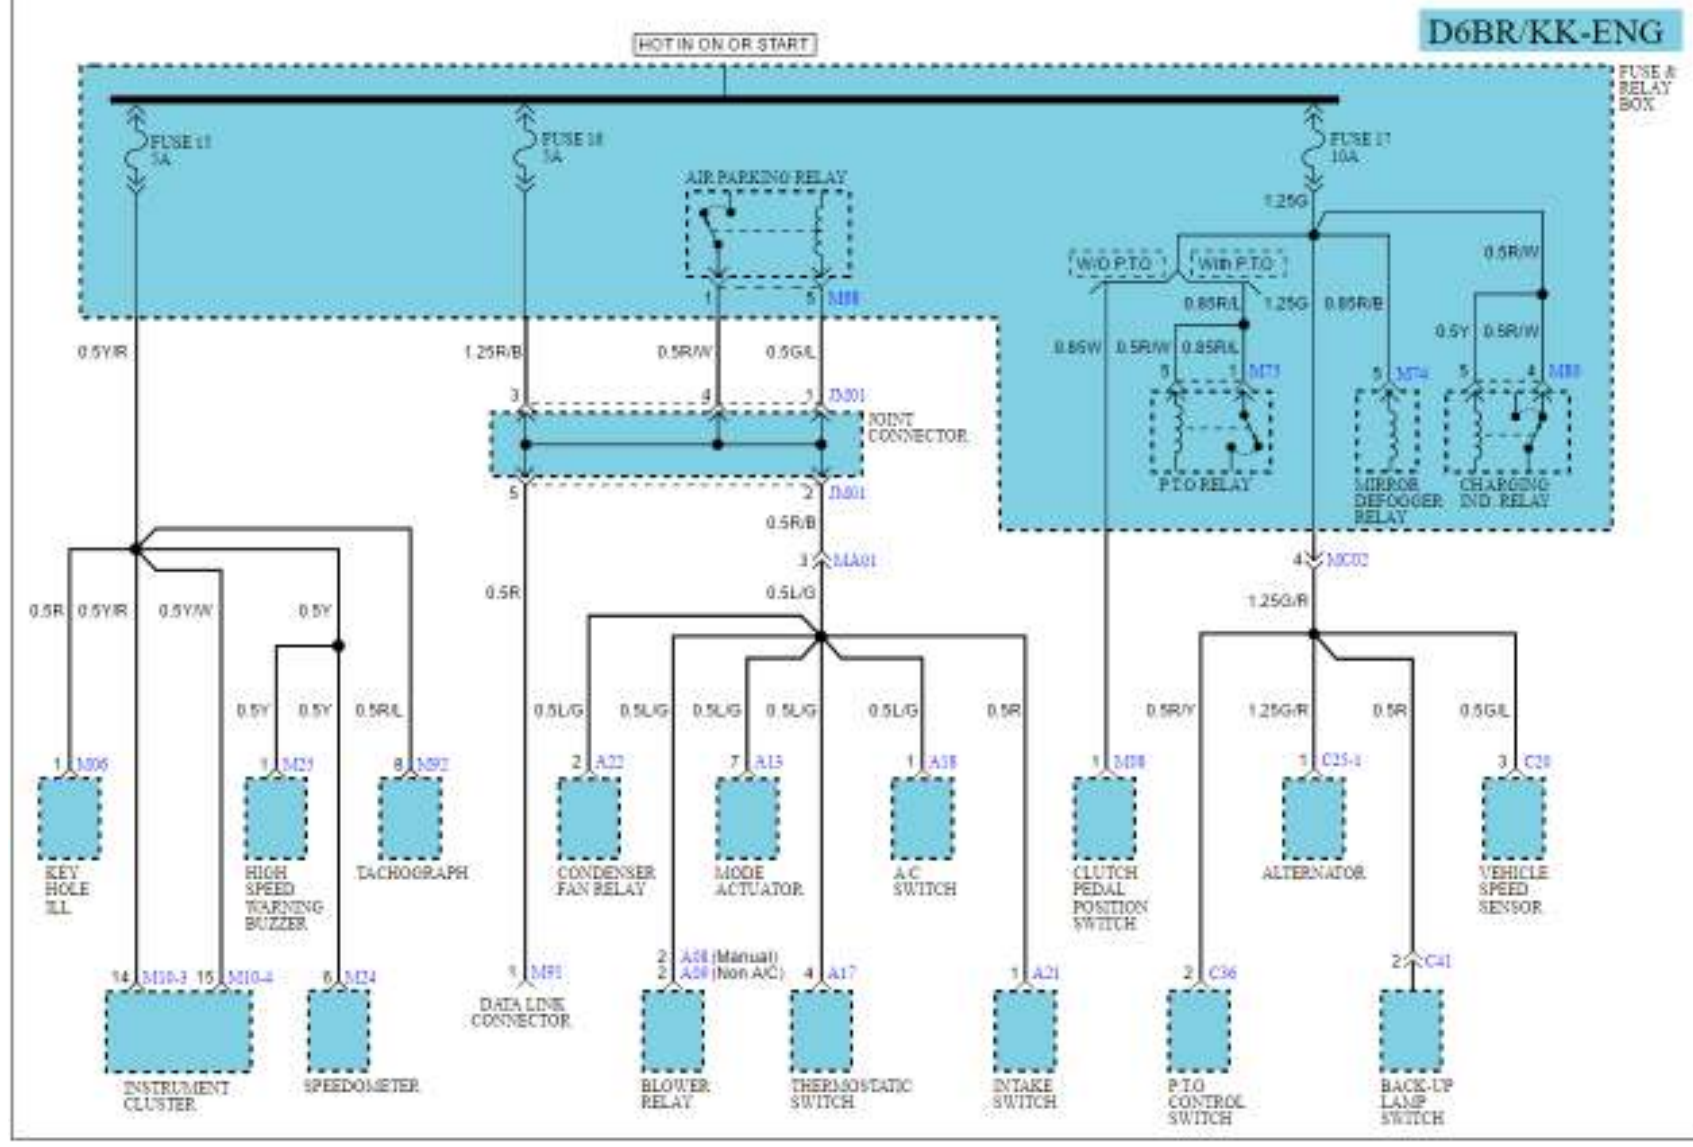 D6BR/KK-ENG
HOT IN ON OR START
FUSE &
RELAY
BOX
FUSE 15
5A
FUSE 16
5A
FUSE 17
10A
AIR PARKING RELAY
1.25G
W/O P.T.O
With P.T.O
0.5R/W
1
5
M88
0.85R/L
1.25G
0.85R/B
0.5Y/R
1.25R/B
0.5R/W
0.5G/L
0.85W
0.5R/W
0.85R/L
0.5Y
0.5R/W
5
1
M75
5
M74
5
4
M80
3
4
1
JM01
JOINT
CONNECTOR
P.T.O RELAY
MIRROR
DEFOGGER
RELAY
CHARGING
IND. RELAY
5
2
JM01
0.5R/B
3
MA01
4
MC02
0.5R
0.5Y/R
0.5Y/W
0.5Y
0.5R
0.5L/G
1.25G/R
0.5Y
0.5Y
0.5R/L
0.5L/G
0.5L/G
0.5L/G
0.5L/G
0.5L/G
0.5R
0.5R/Y
1.25G/R
0.5R
0.5G/L
1
M06
1
M25
8
M92
2
A22
7
A13
1
A18
1
M08
1
C25-1
3
C20
KEY
HOLE
ILL
HIGH
SPEED
WARNING
BUZZER
TACHOGRAPH
CONDENSER
FAN RELAY
MODE
ACTUATOR
A/C
SWITCH
CLUTCH
PEDAL
POSITION
SWITCH
ALTERNATOR
VEHICLE
SPEED
SENSOR
14
M10-3
15
M10-4
6
M24
1
M91
DATA LINK
CONNECTOR
2 A08 (Manual)
2 A09 (Non A/C)
4
A17
1
A21
2
C36
2
C41
INSTRUMENT
CLUSTER
SPEEDOMETER
BLOWER
RELAY
THERMOSTATIC
SWITCH
INTAKE
SWITCH
P.T.O
CONTROL
SWITCH
BACK-UP
LAMP
SWITCH